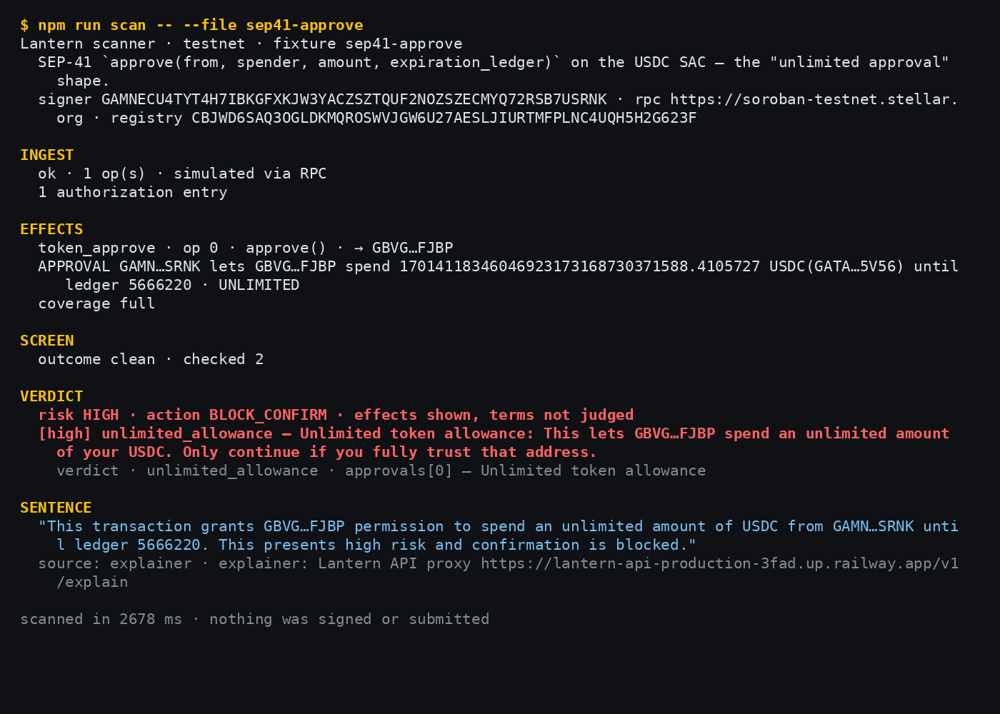 $ npm run scan -- --file sep41-approve
Lantern scanner · testnet · fixture sep41-approve
SEP-41 `approve(from, spender, amount, expiration_ledger)` on the USDC SAC — the "unlimited approval"
shape.
signer GAMNECU4TYT4H7IBKGFXKJW3YACZSZTQUF2NOZSZECMYQ72RSB7USRNK · rpc https://soroban-testnet.stellar.
org · registry CBJWD6SAQ3OGLDKMQROSWVJGW6U27AESLJIURTMFPLNC4UQH5H2G623F
INGEST
ok · 1 op(s) · simulated via RPC
1 authorization entry
EFFECTS
token_approve · op 0 · approve() · → GBVG…FJBP
APPROVAL GAMN…SRNK lets GBVG…FJBP spend 17014118346046923173168730371588.4105727 USDC(GATA…5V56) until
ledger 5666220 · UNLIMITED
coverage full
SCREEN
outcome clean · checked 2
VERDICT
risk HIGH · action BLOCK_CONFIRM · effects shown, terms not judged
[high] unlimited_allowance — Unlimited token allowance: This lets GBVG…FJBP spend an unlimited amount
of your USDC. Only continue if you fully trust that address.
verdict · unlimited_allowance · approvals[0] — Unlimited token allowance
SENTENCE
"This transaction grants GBVG…FJBP permission to spend an unlimited amount of USDC from GAMN…SRNK unti
l ledger 5666220. This presents high risk and confirmation is blocked."
source: explainer · explainer: Lantern API proxy https://lantern-api-production-3fad.up.railway.app/v1
/explain
scanned in 2678 ms · nothing was signed or submitted